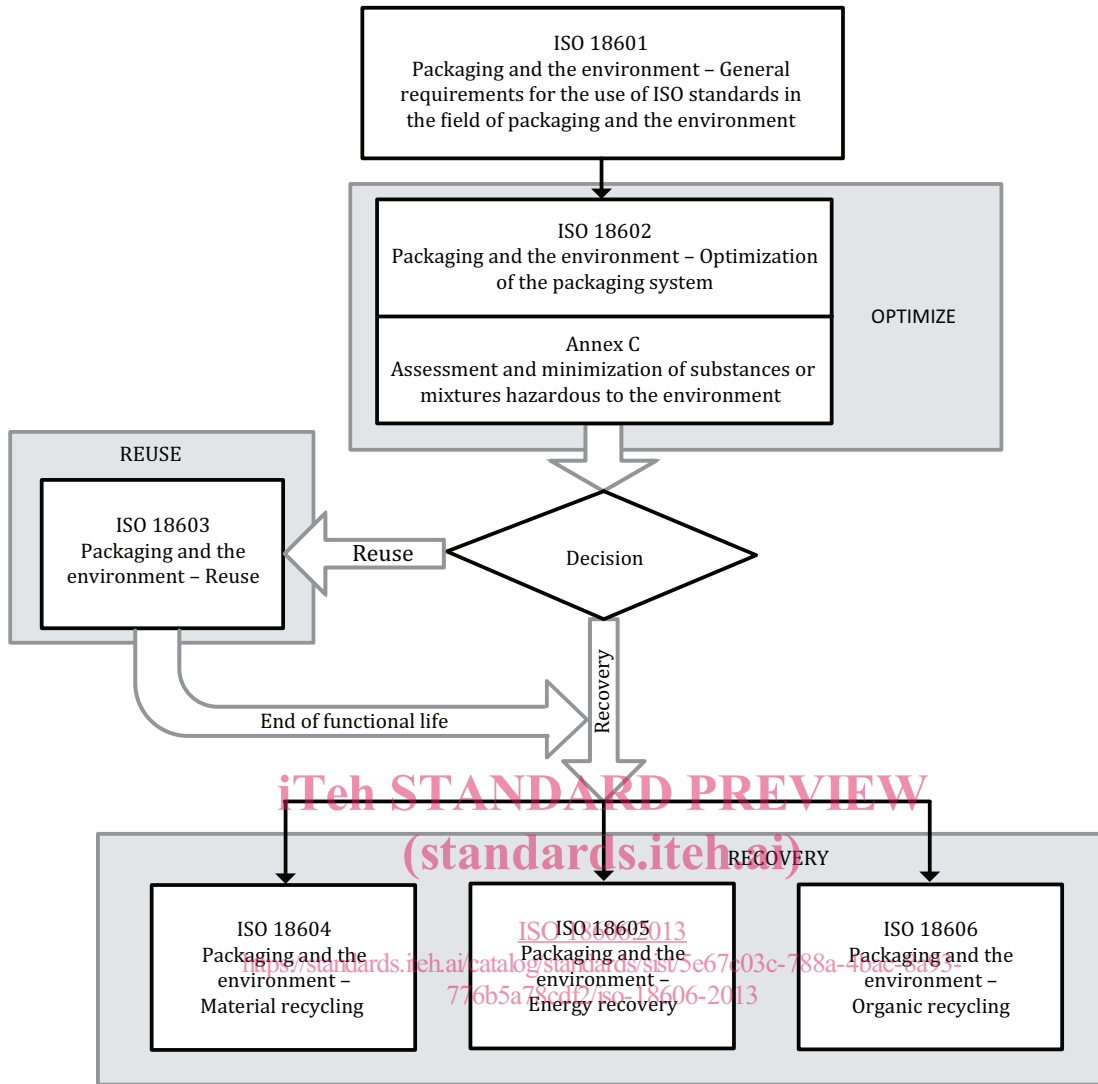 ISO 18601
Packaging and the environment – General
requirements for the use of ISO standards in
the field of packaging and the environment
ISO 18602
Packaging and the environment – Optimization
of the packaging system
OPTIMIZE
Annex C
Assessment and minimization of substances or
mixtures hazardous to the environment
REUSE
ISO 18603
Packaging and the
environment – Reuse
Reuse
Decision
Recovery
End of functional life
iTeh STANDARD PREVIEW
(standards.iteh.ai)
RECOVERY
ISO 18604
Packaging and the
environment –
Material recycling
ISO 18605
Packaging and the
environment –
Energy recovery
ISO 18606
Packaging and the
environment –
Organic recycling
ISO 18606:2013
https://standards.iteh.ai/catalog/standards/sist/5e67c03c-788a-4bac-8a93-
776b5a78cdf2/iso-18606-2013